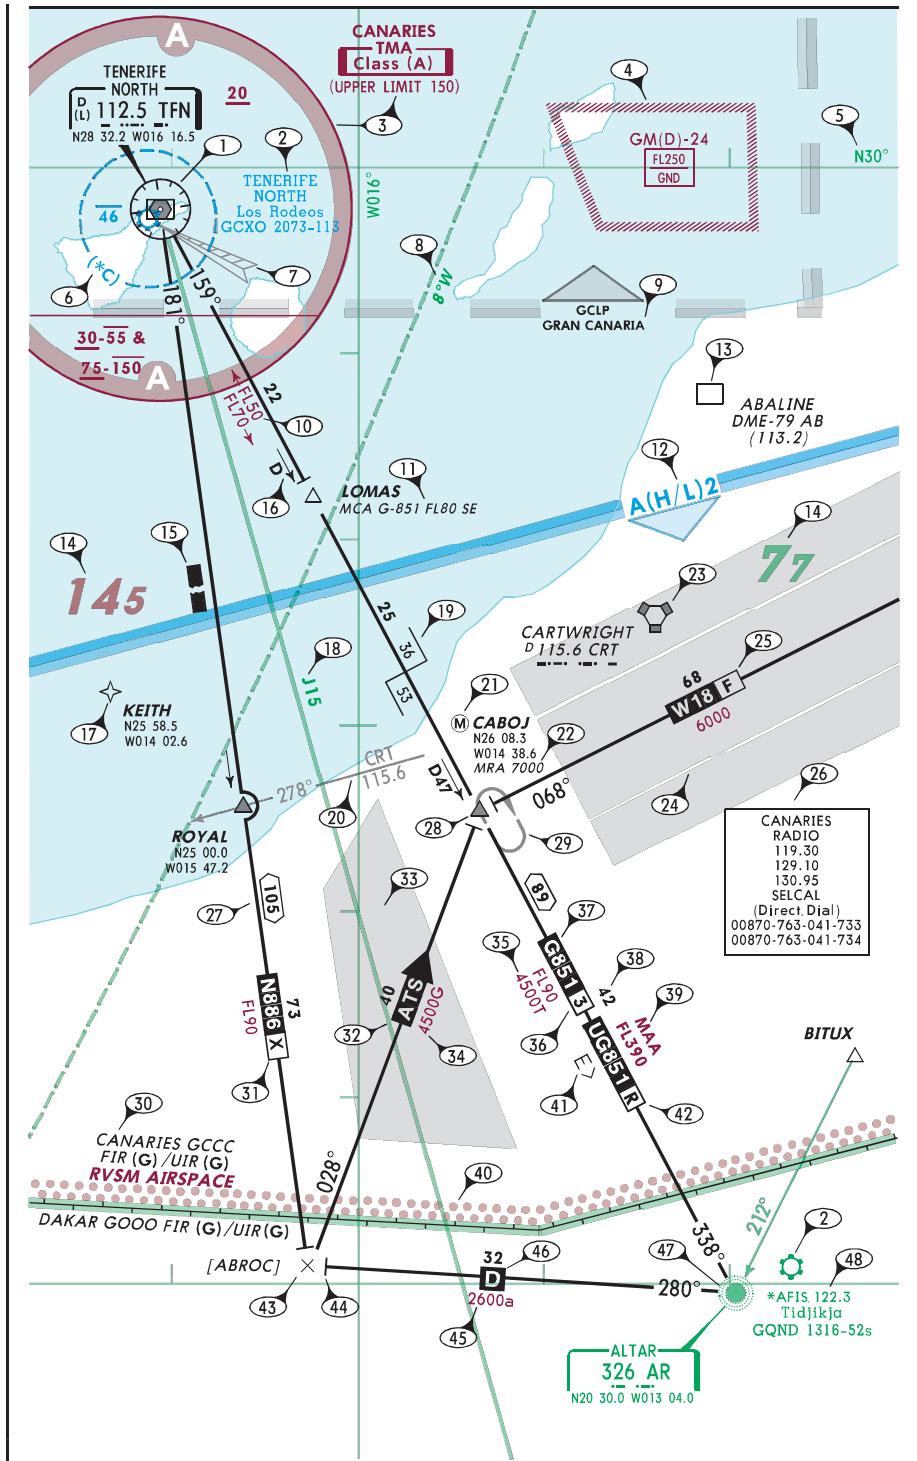 A
CANARIES
TMA
Class (A)
(UPPER LIMIT 150)
TENERIFE
NORTH
D
(L) 112.5 TFN
N28 32.2 W016 16.5
20
3
4
5
N30°
GM(D)-24
FL250
GND
1
2
TENERIFE
NORTH
Los Rodeos
GCXO 2073-113
46
(*C)
W016°
6
7
8
8°W
9
GCLP
GRAN CANARIA
181°
159°
30-55 &
75-150
A
22
FL50
FL70
10
D
16
11
LOMAS
MCA G-851 FL80 SE
12
A(H/L)2
13
ABALINE
DME-79 AB
(113.2)
14
145
15
14
77
25
36
53
19
18
J15
23
CARTWRIGHT
D 115.6 CRT
68
W18 F
6000
25
17
KEITH
N25 58.5
W014 02.6
21
M CABOJ
N26 08.3
W014 38.6
MRA 7000
22
CRT
115.6
278°
20
D47
068°
24
26
28
29
ROYAL
N25 00.0
W015 47.2
CANARIES
RADIO
119.30
129.10
130.95
SELCAL
(Direct Dial)
00870-763-041-733
00870-763-041-734
27
105
33
89
37
35
FL90
4500T
G851 3
42
38
36
N886 X
FL90
73
31
40
ATS
4500G
32
34
MAA
FL390
39
UG851 R
E
41
42
BITUX
30
CANARIES GCCC
FIR (G) /UIR (G)
RVSM AIRSPACE
028°
40
DAKAR GOOO FIR (G) /UIR(G)
338°
212°
2
[ABROC]
43
44
32
D
2600a
46
45
280°
47
48
*AFIS 122.3
Tidjikja
GQND 1316-52s
ALTAR
326 AR
N20 30.0 W013 04.0